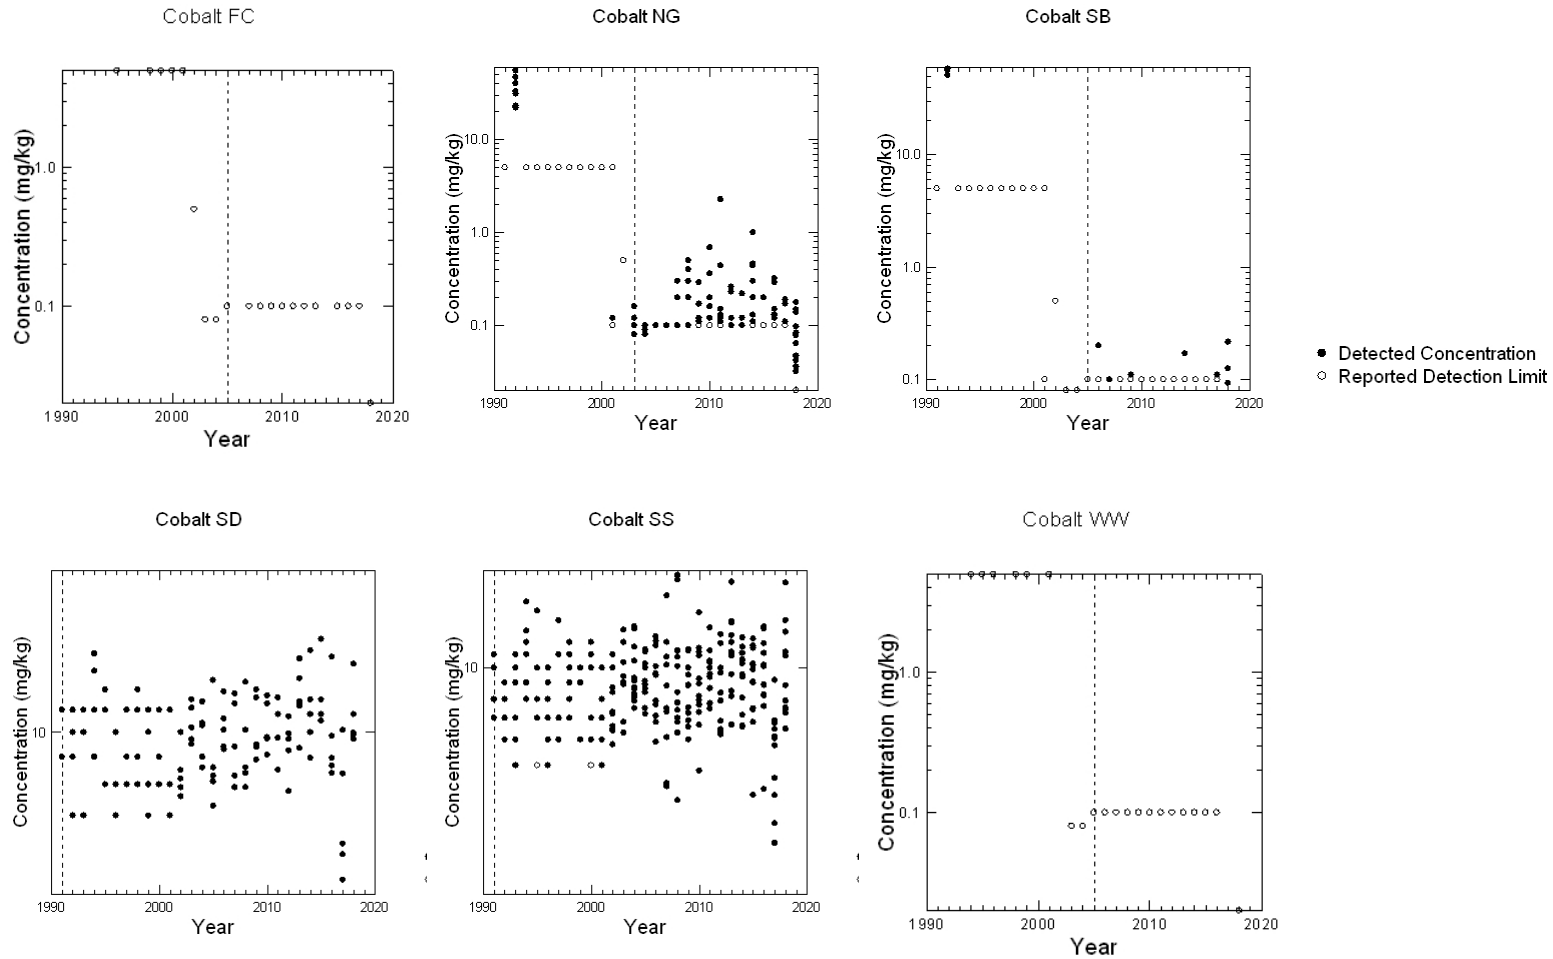 Cobalt FC
Cobalt NG
Cobalt SB
Concentration (mg/kg)
1.0
0.1
1990
2000
2010
2020
Year
Concentration (mg/kg)
10.0
1.0
0.1
1990
2000
2010
2020
Year
Concentration (mg/kg)
10.0
1.0
0.1
1990
2000
2010
2020
Year
Detected Concentration
Reported Detection Limit
Cobalt SD
Cobalt SS
Cobalt WW
Concentration (mg/kg)
10
1990
2000
2010
2020
Year
Concentration (mg/kg)
10
1990
2000
2010
2020
Year
Concentration (mg/kg)
1.0
0.1
1990
2000
2010
2020
Year